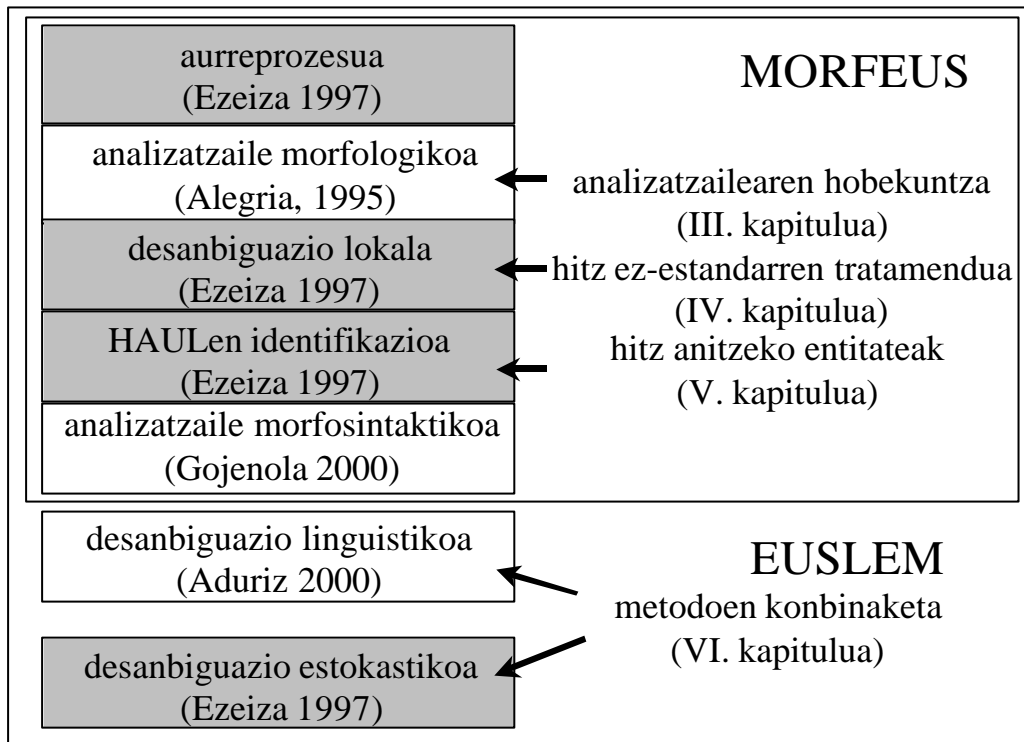 aurreprozesua
(Ezeiza 1997)
MORFEUS
analizatzaile morfologikoa
(Alegria, 1995)
analizatzailearen hobekuntza
(III. kapitulua)
desanbiguazio lokala
(Ezeiza 1997)
hitz ez-estandarren tratamendua
(IV. kapitulua)
HAULen identifikazioa
(Ezeiza 1997)
hitz anitzeko entitateak
(V. kapitulua)
analizatzaile morfosintaktikoa
(Gojenola 2000)
desanbiguazio linguistikoa
(Aduriz 2000)
EUSLEM
metodoen konbinaketa
(VI. kapitulua)
desanbiguazio estokastikoa
(Ezeiza 1997)